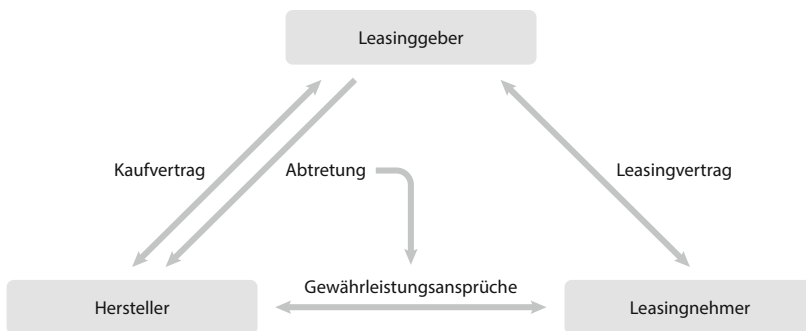 Leasinggeber
Kaufvertrag
Abtretung
Leasingvertrag
Gewährleistungsansprüche
Hersteller
Leasingnehmer